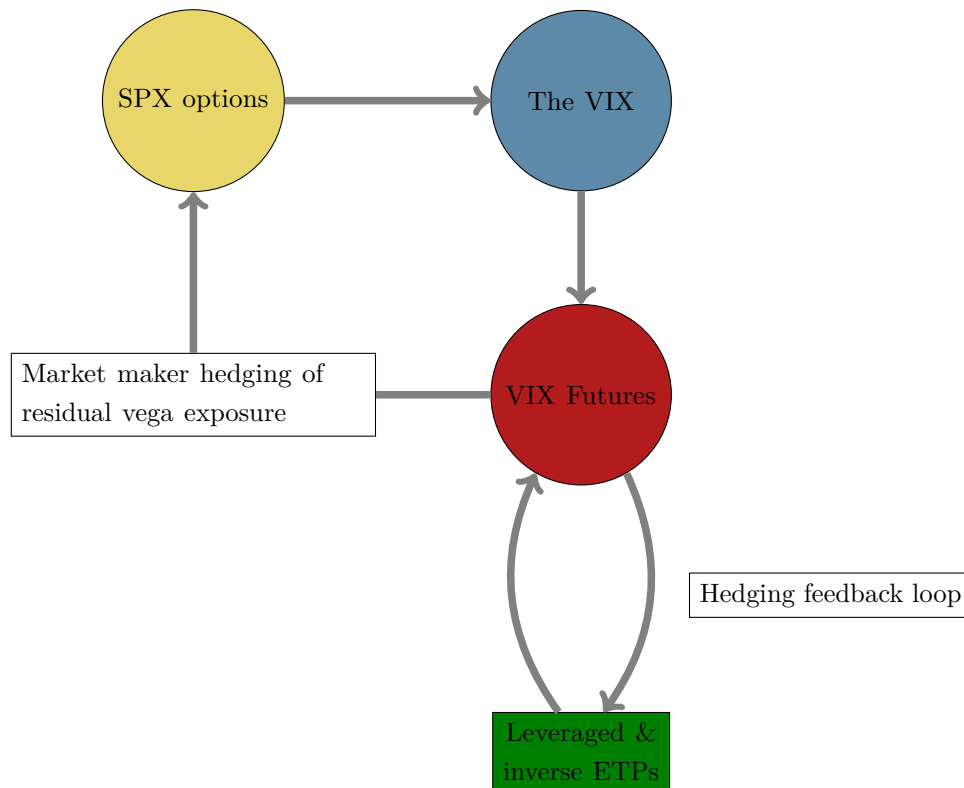 SPX options
The VIX
Market maker hedging of
residual vega exposure
VIX Futures
Hedging feedback loop
Leveraged &
inverse ETPs